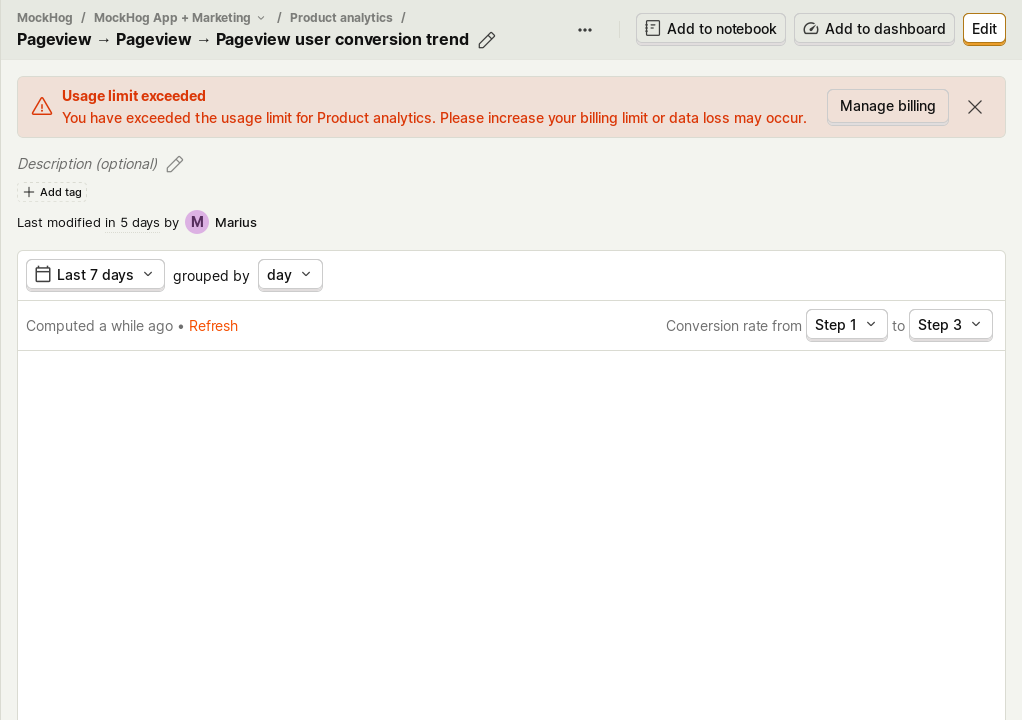 MockHog / MockHog App + Marketing / Product analytics /
Pageview → Pageview → Pageview user conversion trend
Add to notebook
Add to dashboard
Edit
Usage limit exceeded
You have exceeded the usage limit for Product analytics. Please increase your billing limit or data loss may occur.
Manage billing
Description (optional)
Add tag
Last modified in 5 days by M Marius
Last 7 days grouped by day
Computed a while ago • Refresh
Conversion rate from Step 1 to Step 3